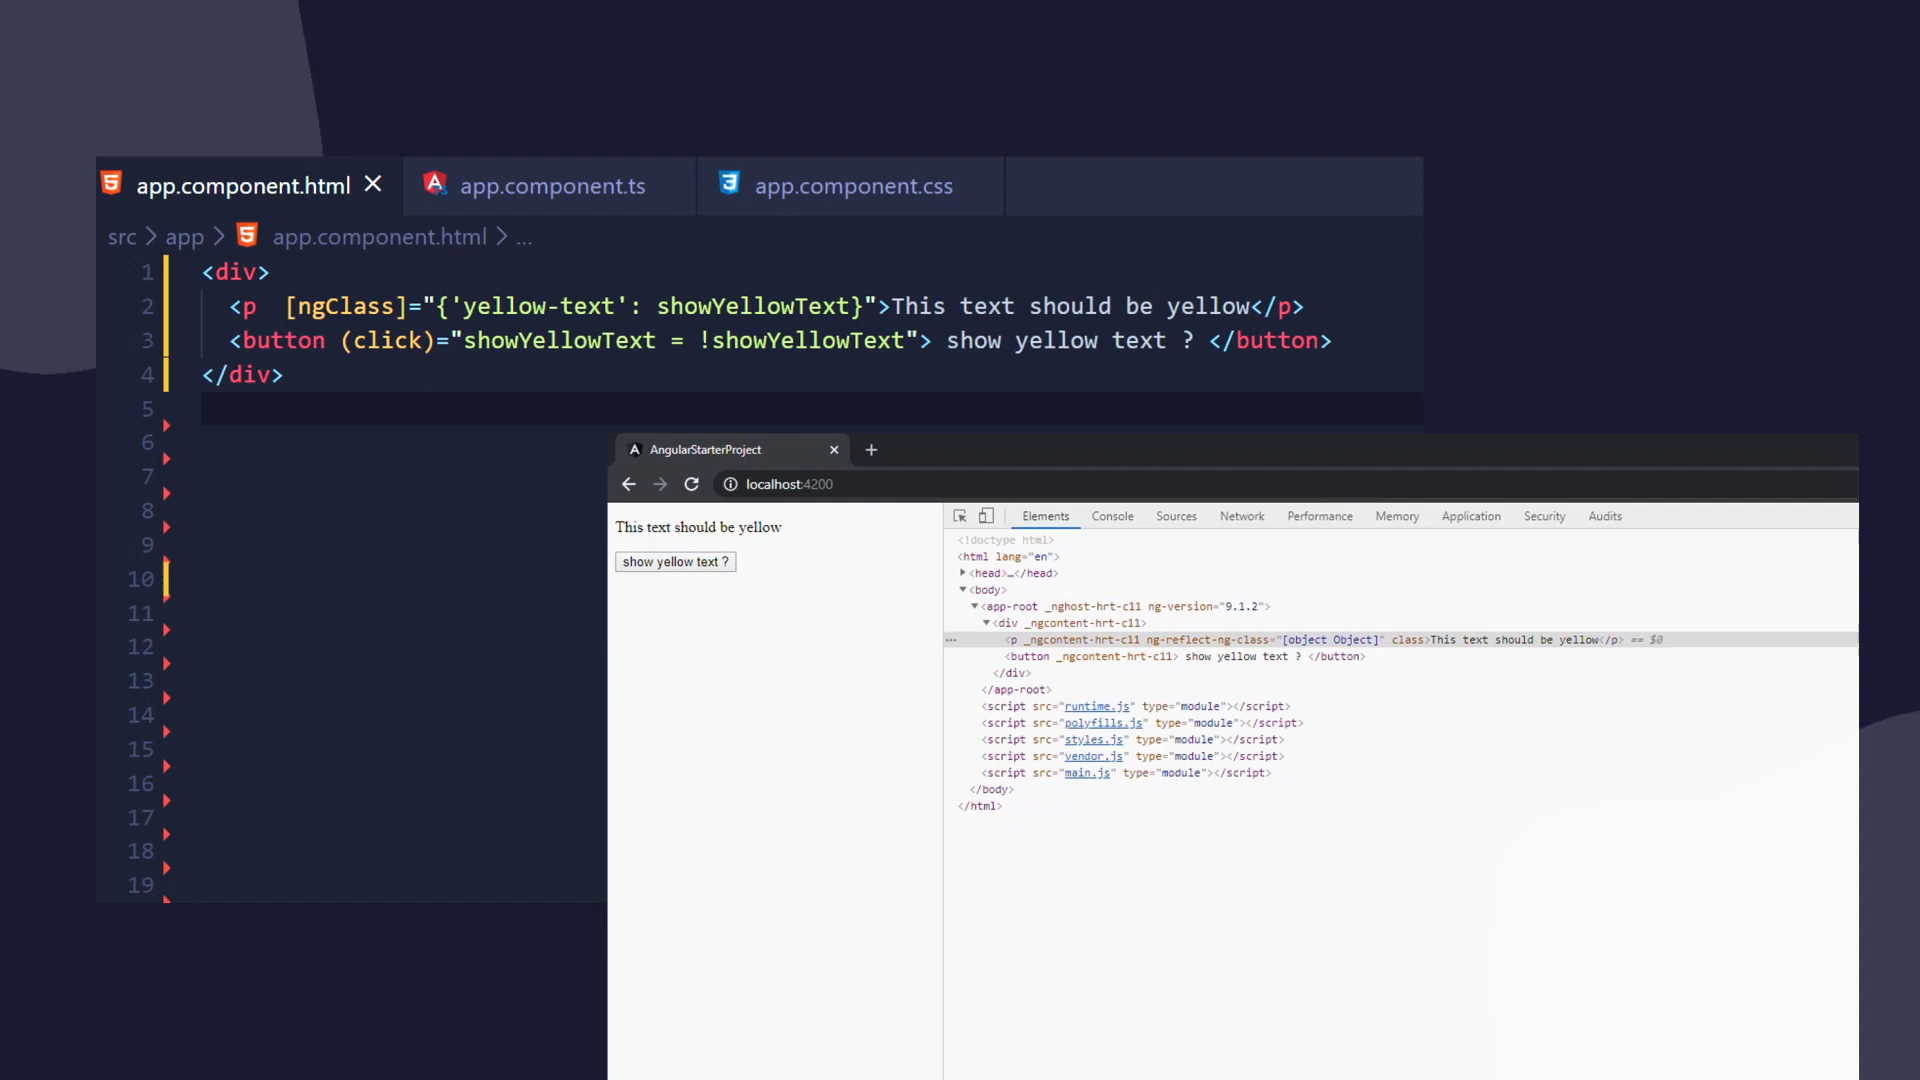 app.component.html
app.component.ts
app.component.css
src > app > app.component.html > ...
1 <div>
2 <p  [ngClass]="{'yellow-text': showYellowText}">This text should be yellow</p>
3 <button (click)="showYellowText = !showYellowText"> show yellow text ? </button>
4 </div>
5
6
7
8
9
10
11
12
13
14
15
16
17
18
19
AngularStarterProject
localhost:4200
This text should be yellow
show yellow text ?
Elements Console Sources Network Performance Memory Application Security Audits
<!doctype html>
<html lang="en">
<head>…</head>
<body>
<app-root _nghost-hrt-c11 ng-version="9.1.2">
<div _ngcontent-hrt-c11>
<p _ngcontent-hrt-c11 ng-reflect-ng-class="[object Object]" class>This text should be yellow</p> == $0
<button _ngcontent-hrt-c11> show yellow text ? </button>
</div>
</app-root>
<script src="runtime.js" type="module"></script>
<script src="polyfills.js" type="module"></script>
<script src="styles.js" type="module"></script>
<script src="vendor.js" type="module"></script>
<script src="main.js" type="module"></script>
</body>
</html>